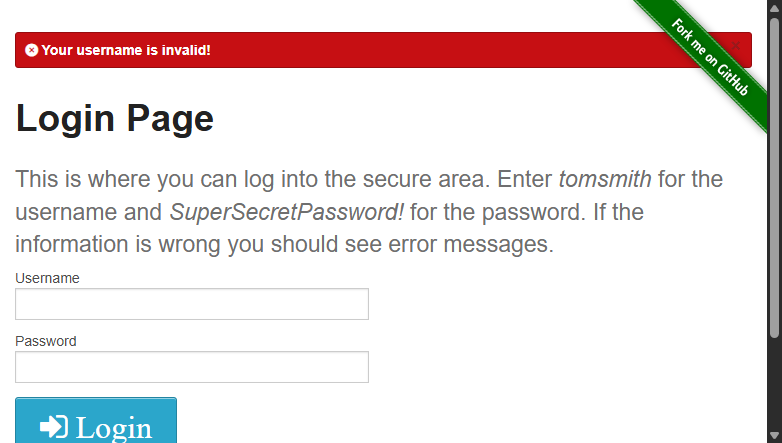 Your username is invalid!
Fork me on GitHub
Login Page
This is where you can log into the secure area. Enter tomsmith for the
username and SuperSecretPassword! for the password. If the
information is wrong you should see error messages.
Username
Password
Login